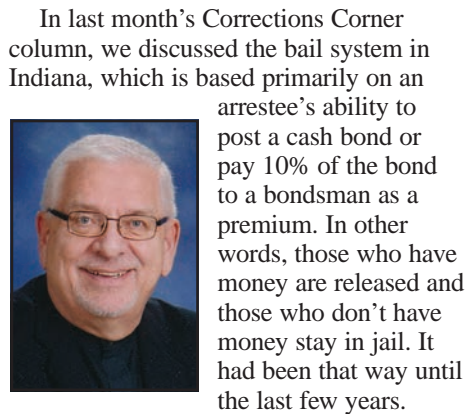 In last month’s Corrections Corner
column, we discussed the bail system in
Indiana, which is based primarily on an
arrestee’s ability to
post a cash bond or
pay 10% of the bond
to a bondsman as a
premium. In other
words, those who have
money are released and
those who don’t have
money stay in jail. It
had been that way until
the last few years.